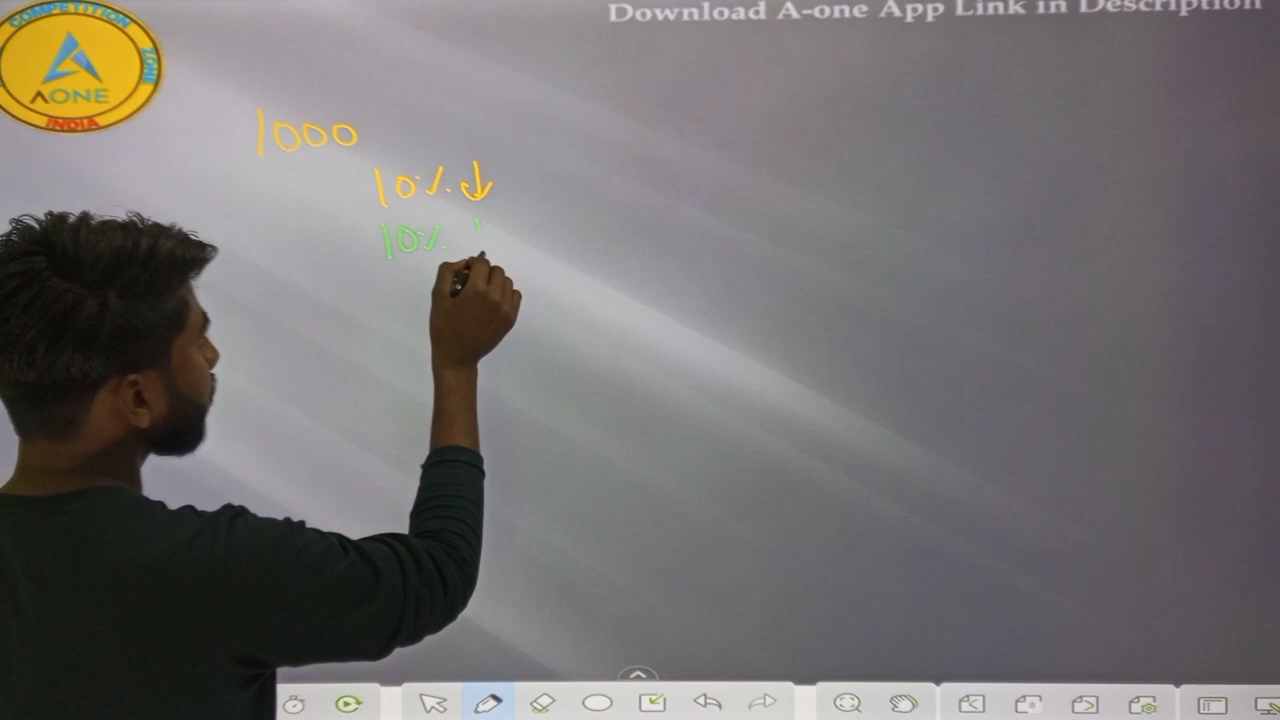 Download A-one App Link in Description
COMPETITION
ZONE
AONE
INDIA
1000
10% ↓
10%